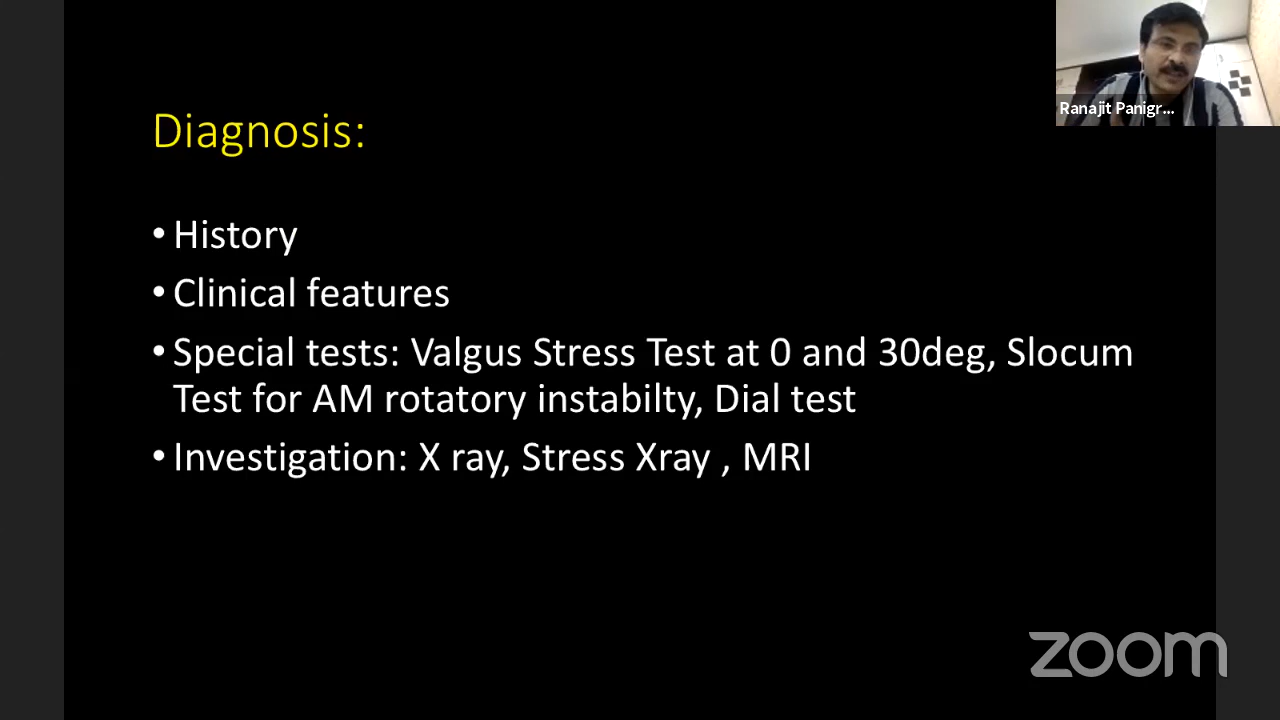 Ranajit Panigr...
Diagnosis:
• History
• Clinical features
• Special tests: Valgus Stress Test at 0 and 30deg, Slocum
Test for AM rotatory instabilty, Dial test
• Investigation: X ray, Stress Xray , MRI
zoom